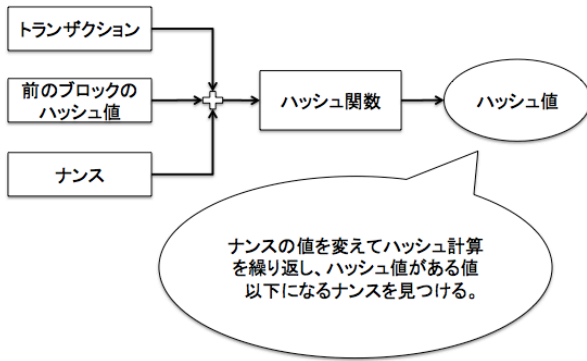 トランザクション
前のブロックの
ハッシュ値
ナンス
ハッシュ関数
ハッシュ値
ナンスの値を変えてハッシュ計算
を繰り返し、ハッシュ値がある値
以下になるナンスを見つける。